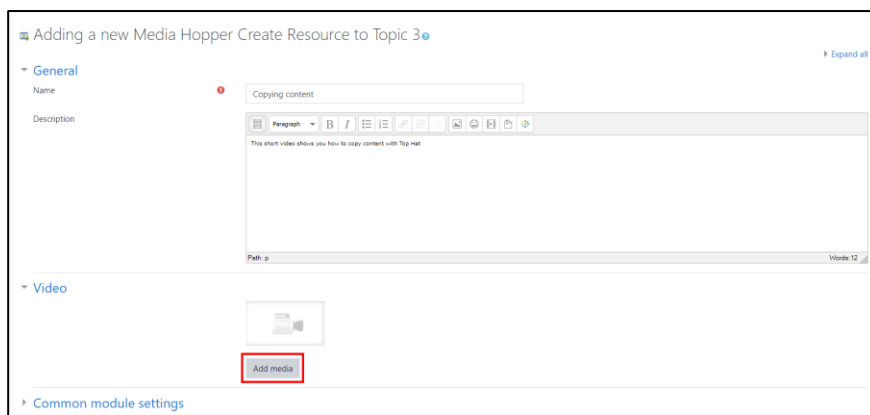 Adding a new Media Hopper Create Resource to Topic 3
Expand all
General
Name
Copying content
Description
Paragraph
B I
This short video shows you how to copy content with Top Hat
Path: p
Words: 12
Video
Add media
Common module settings